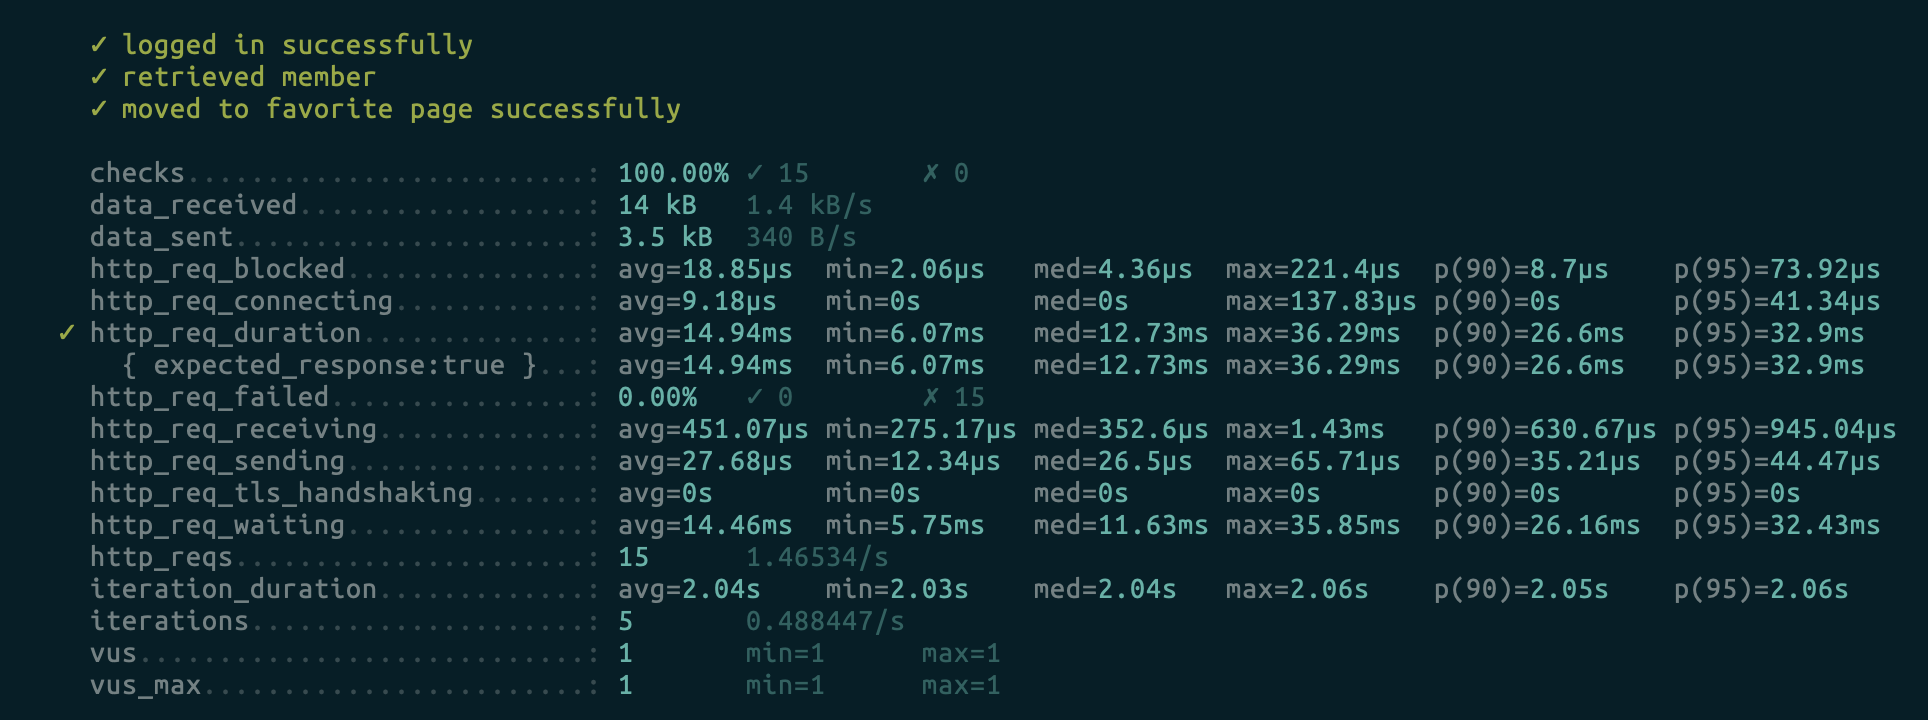 ✓ logged in successfully
✓ retrieved member
✓ moved to favorite page successfully
checks.........................: 100.00% ✓ 15 ✗ 0
data_received..................: 14 kB 1.4 kB/s
data_sent......................: 3.5 kB 340 B/s
http_req_blocked...............: avg=18.85µs min=2.06µs med=4.36µs max=221.4µs p(90)=8.7µs p(95)=73.92µs
http_req_connecting............: avg=9.18µs min=0s med=0s max=137.83µs p(90)=0s p(95)=41.34µs
✓ http_req_duration..............: avg=14.94ms min=6.07ms med=12.73ms max=36.29ms p(90)=26.6ms p(95)=32.9ms
{ expected_response:true }...: avg=14.94ms min=6.07ms med=12.73ms max=36.29ms p(90)=26.6ms p(95)=32.9ms
http_req_failed................: 0.00% ✓ 0 ✗ 15
http_req_receiving.............: avg=451.07µs min=275.17µs med=352.6µs max=1.43ms p(90)=630.67µs p(95)=945.04µs
http_req_sending...............: avg=27.68µs min=12.34µs med=26.5µs max=65.71µs p(90)=35.21µs p(95)=44.47µs
http_req_tls_handshaking.......: avg=0s min=0s med=0s max=0s p(90)=0s p(95)=0s
http_req_waiting...............: avg=14.46ms min=5.75ms med=11.63ms max=35.85ms p(90)=26.16ms p(95)=32.43ms
http_reqs......................: 15 1.46534/s
iteration_duration.............: avg=2.04s min=2.03s med=2.04s max=2.06s p(90)=2.05s p(95)=2.06s
iterations.....................: 5 0.488447/s
vus............................: 1 min=1 max=1
vus_max........................: 1 min=1 max=1